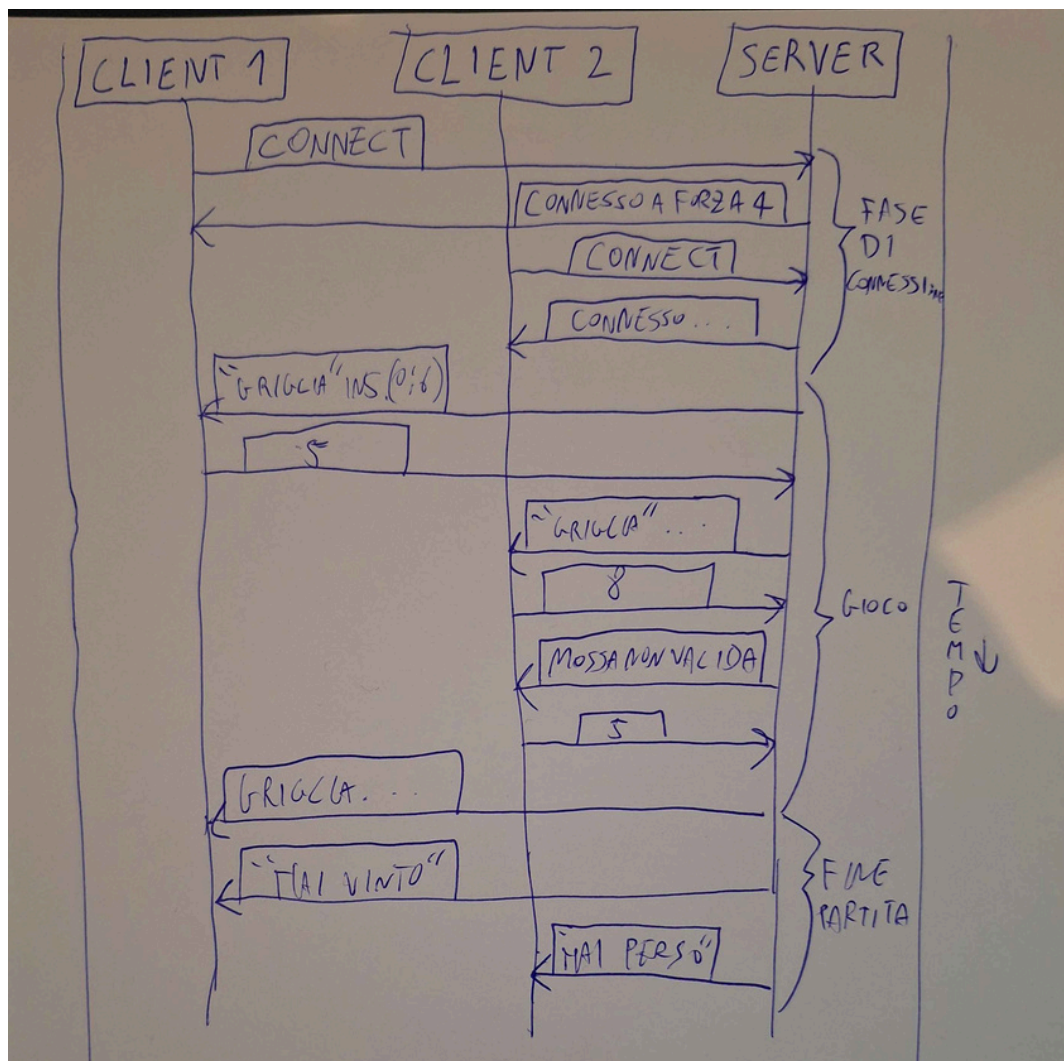 CLIENT 1
CLIENT 2
SERVER
CONNECT
CONNESSO A FORZA 4
CONNECT
CONNESSO...
FASE
DI
CONNESSIONE
"GRIGLIA" INS.(0;6)
5
"GRIGLIA"....
8
MOSSA NON VALIDA
5
GRIGLIA....
GIOCO
TEMPO
"HAI VINTO"
"HAI PERSO"
FINE
PARTITA